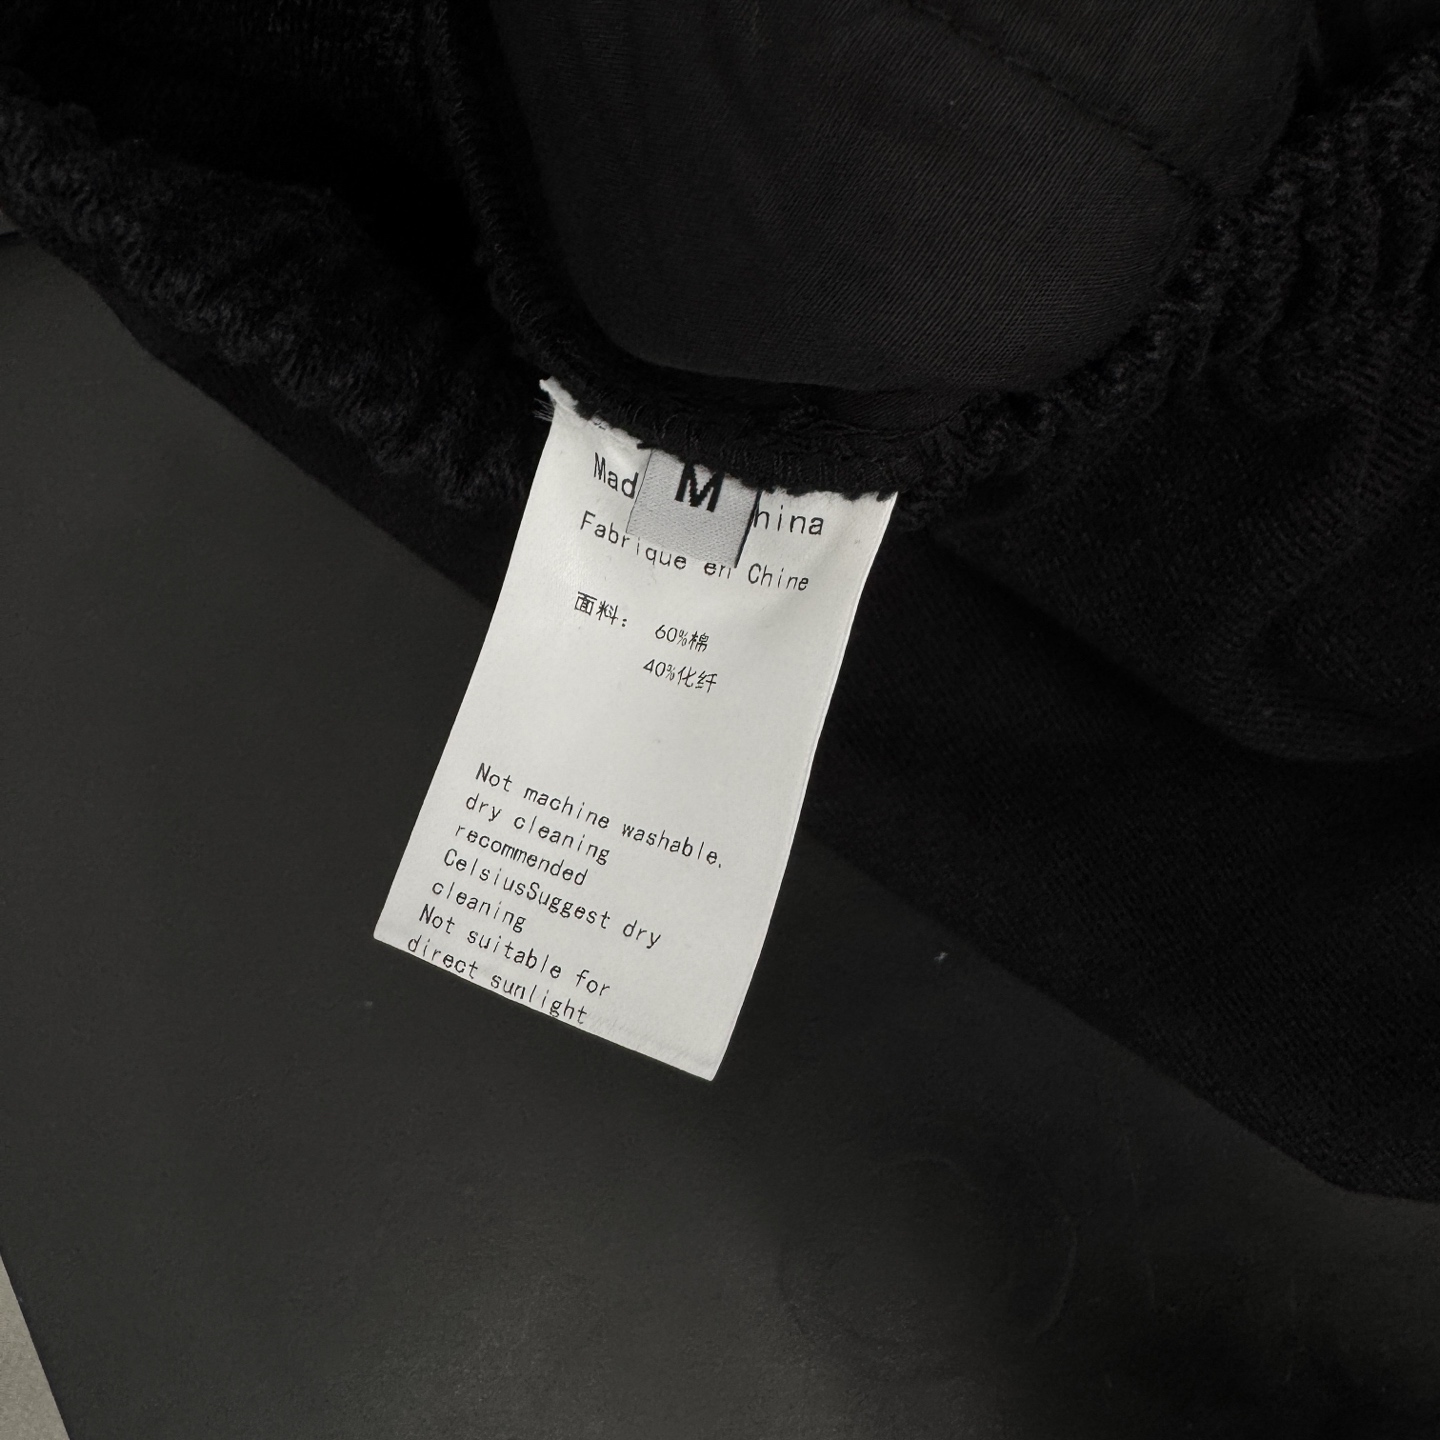 M
Mad hina
Fabrique en Chine
面料: 60%棉
40%化纤
Not machine washable.
dry cleaning
recommended
CelsiusSuggest dry
cleaning
Not suitable for
direct sunlight